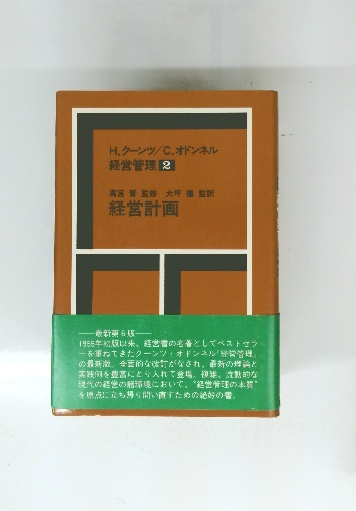 H.クーンツ/C.オドンネル
経営管理 2
高宮 晋 監修 大坪 檀 監訳
経営計画
──最新第6版──
1955年初版以来、経営書の名著としてベストセラ
ーを重ねてきたクーンツ・オドンネル「経営管理」
の最新版。全面的な改訂がなされ、最新の理論と
実践例を豊富にとり入れて登場。複雑、流動的な
現代の経営の諸環境において、"経営管理の本質"
を原点に立ち帰り問い直すための絶好の書。